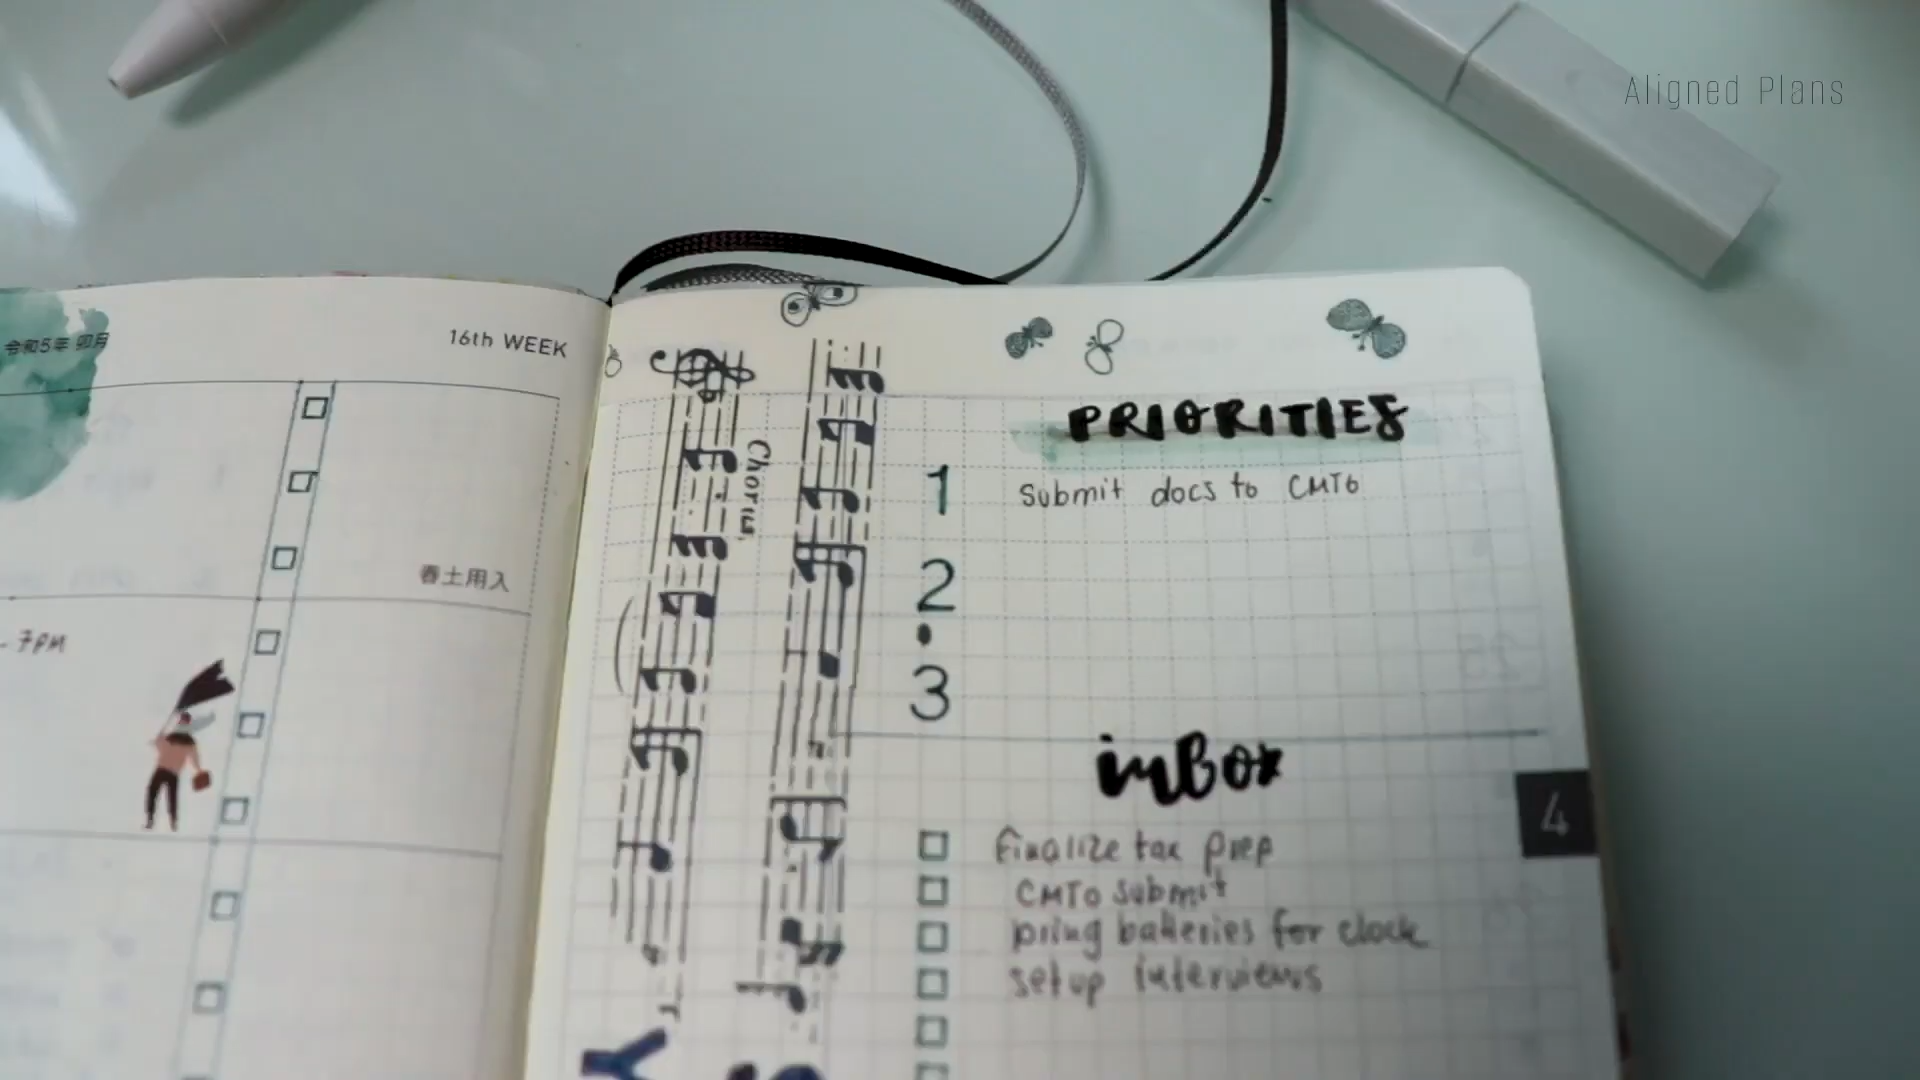 Aligned Plans
令和5年 卯月
16th WEEK
春土用入
- 7PM
Chorus.
PRIORITIES
1 Submit docs to CMTO
2
3
inBox
finalize tax prep
CMTO submit
bring batteries for clock
setup interviews
4